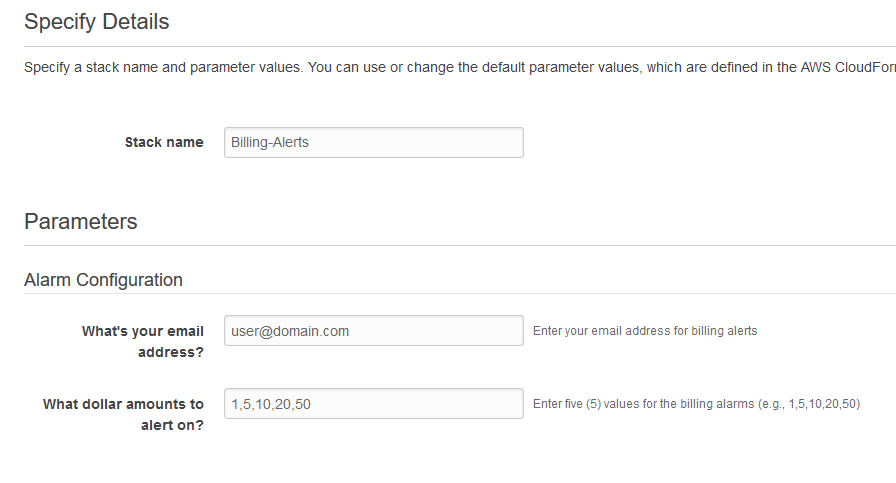 Specify Details
Specify a stack name and parameter values. You can use or change the default parameter values, which are defined in the AWS
Stack name Billing-Alerts
Parameters
Alarm Configuration
What's your email user@domain.com Enter your email address for billing alerts
address?
What dollar amounts to 1,5,10,20,50 Enter five (5) values for the billing alarms (e.g., 1,5,10,20,50)
alert on?